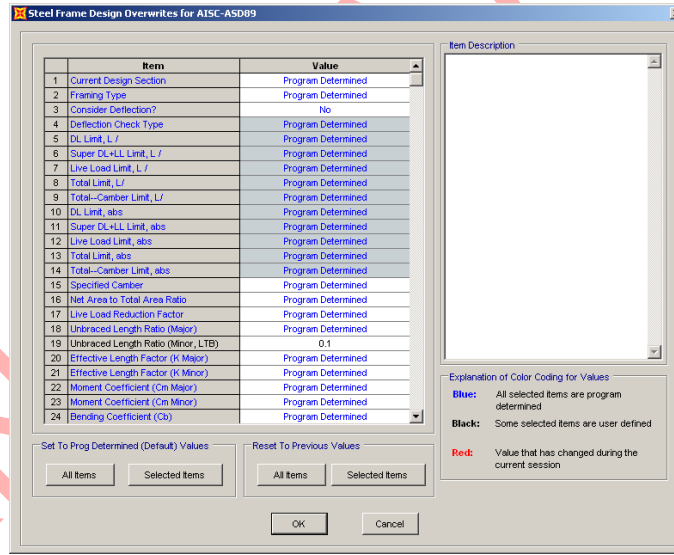 Steel Frame Design Overwrites for AISC-ASD89
Item Value
1 Current Design Section Program Determined
2 Framing Type Program Determined
3 Consider Deflection? No
4 Deflection Check Type Program Determined
5 DL Limit, L / Program Determined
6 Super DL+LL Limit, L / Program Determined
7 Live Load Limit, L / Program Determined
8 Total Limit, L/ Program Determined
9 Total--Camber Limit, L/ Program Determined
10 DL Limit, abs Program Determined
11 Super DL+LL Limit, abs Program Determined
12 Live Load Limit, abs Program Determined
13 Total Limit, abs Program Determined
14 Total--Camber Limit, abs Program Determined
15 Specified Camber Program Determined
16 Net Area to Total Area Ratio Program Determined
17 Live Load Reduction Factor Program Determined
18 Unbraced Length Ratio (Major) Program Determined
19 Unbraced Length Ratio (Minor, LTB) 0.1
20 Effective Length Factor (K Major) Program Determined
21 Effective Length Factor (K Minor) Program Determined
22 Moment Coefficient (Cm Major) Program Determined
23 Moment Coefficient (Cm Minor) Program Determined
24 Bending Coefficient (Cb) Program Determined
Set To Prog Determined (Default) Values
All Items Selected Items
Reset To Previous Values
All Items Selected Items
Item Description
Explanation of Color Coding for Values
Blue: All selected items are program
determined
Black: Some selected items are user defined
Red: Value that has changed during the
current session
OK Cancel